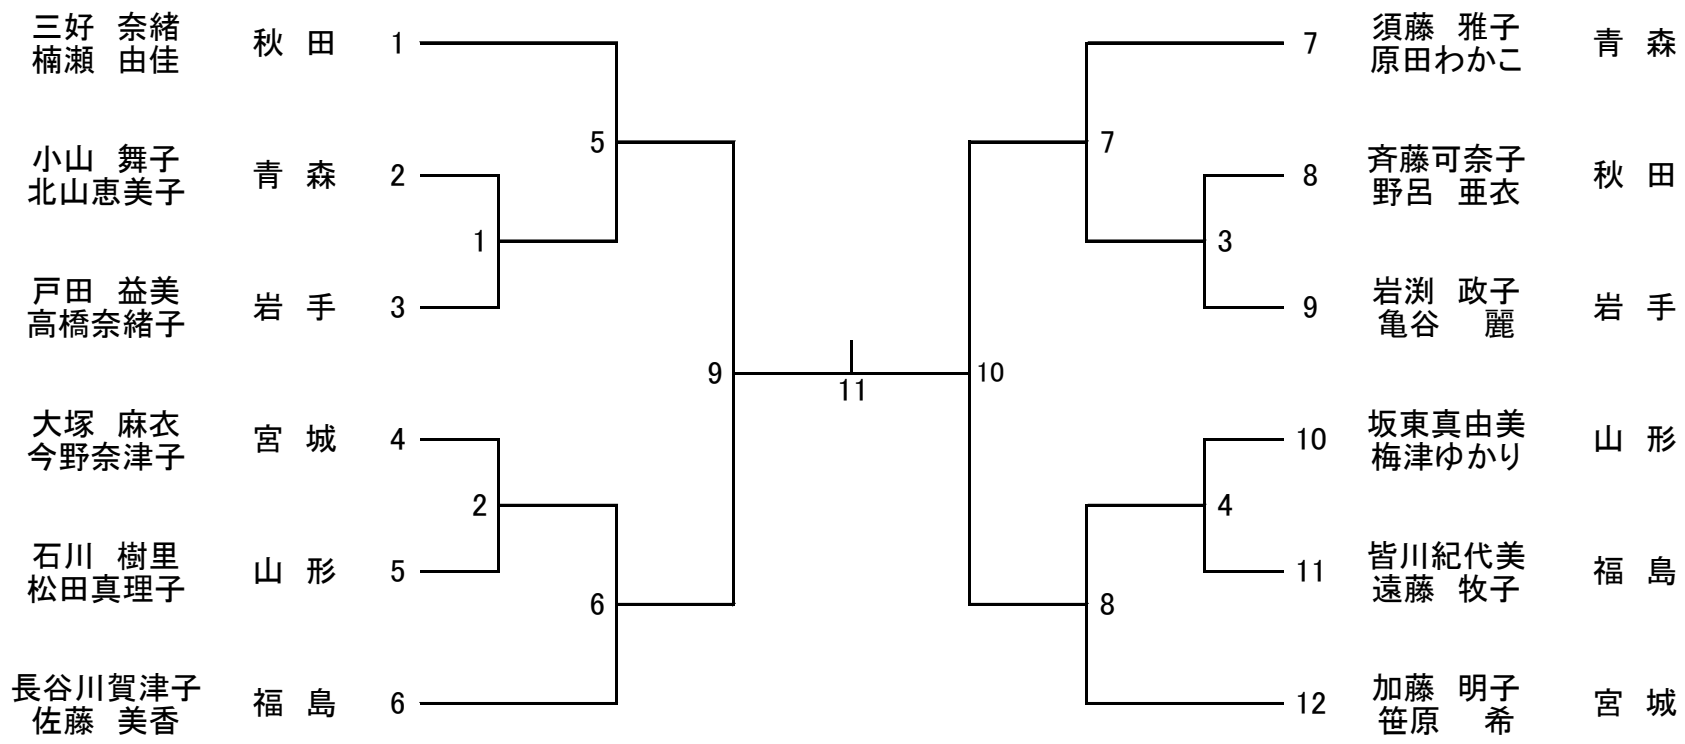 三好 奈緒
楠瀬 由佳
秋 田 1
小山 舞子
北山恵美子
青 森 2
戸田 益美
高橋奈緒子
岩 手 3
大塚 麻衣
今野奈津子
宮 城 4
石川 樹里
松田真理子
山 形 5
長谷川賀津子
佐藤 美香
福 島 6
5
1
9
2
6
11
7
3
10
4
8
7
須藤 雅子
原田わかこ
青 森
8
斉藤可奈子
野呂 亜衣
秋 田
9
岩渕 政子
亀谷 麗
岩 手
10
坂東真由美
梅津ゆかり
山 形
11
皆川紀代美
遠藤 牧子
福 島
12
加藤 明子
笹原 希
宮 城